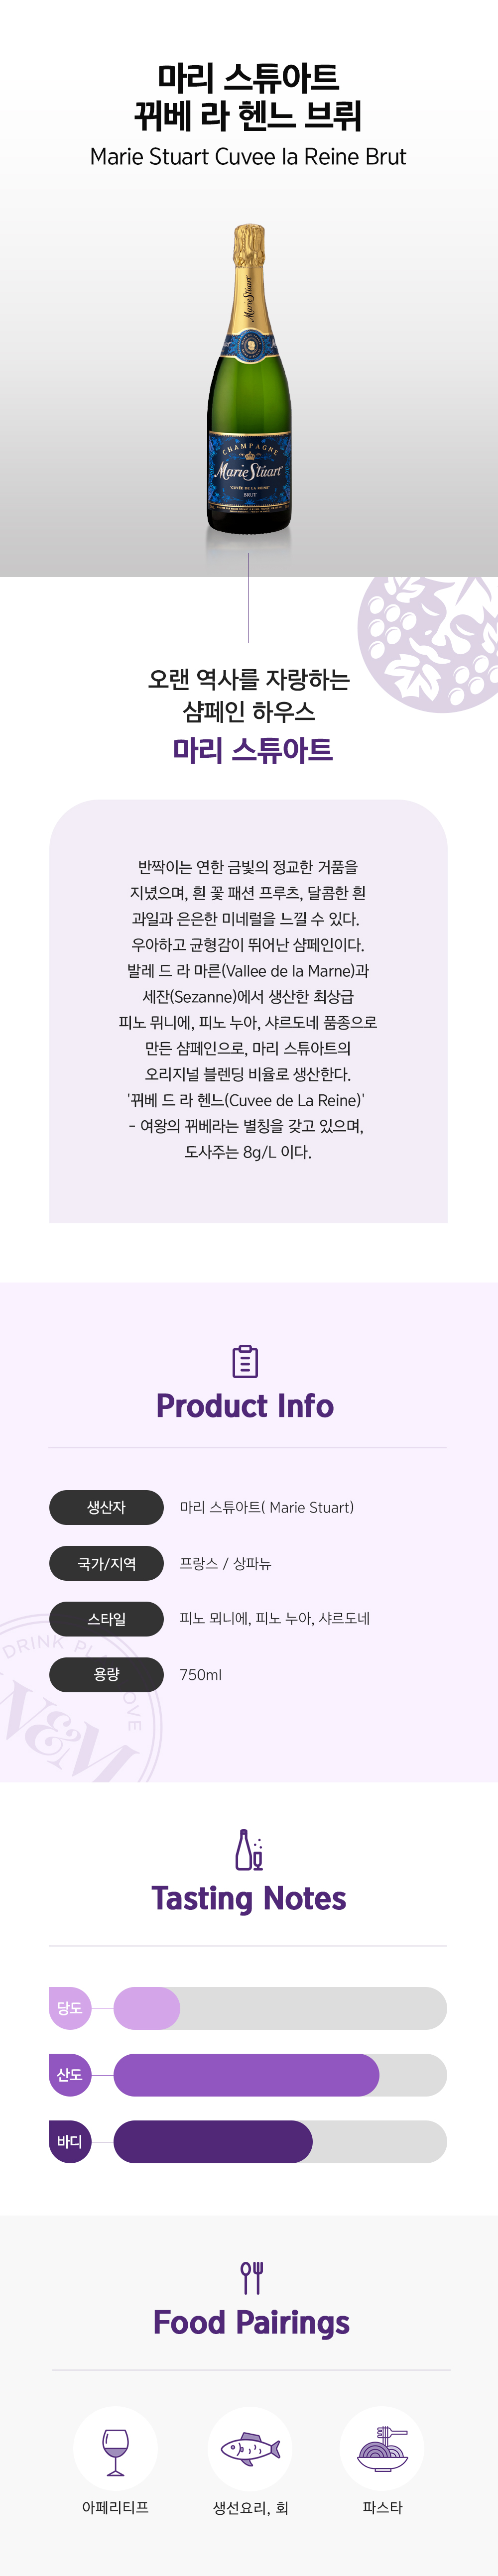 마리 스튜아트
뀌베 라 헨느 브뤼
Marie Stuart Cuvee la Reine Brut
Marie Stuart
CHAMPAGNE
Marie Stuart
CUVÉE DE LA REINE
BRUT
오랜 역사를 자랑하는
샴페인 하우스
마리 스튜아트
반짝이는 연한 금빛의 정교한 거품을
지녔으며, 흰 꽃 패션 프루츠, 달콤한 흰
과일과 은은한 미네럴을 느낄 수 있다.
우아하고 균형감이 뛰어난 샴페인이다.
발레 드 라 마른(Vallee de la Marne)과
세잔(Sezanne)에서 생산한 최상급
피노 뮈니에, 피노 누아, 샤르도네 품종으로
만든 샴페인으로, 마리 스튜아트의
오리지널 블렌딩 비율로 생산한다.
'뀌베 드 라 헨느(Cuvee de La Reine)'
- 여왕의 뀌베라는 별칭을 갖고 있으며,
도사주는 8g/L 이다.
Product Info
생산자 마리 스튜아트( Marie Stuart)
국가/지역 프랑스 / 샹파뉴
스타일 피노 뫼니에, 피노 누아, 샤르도네
용량 750ml
DRINK
W&M
Tasting Notes
당도
산도
바디
Food Pairings
아페리티프
생선요리, 회
파스타